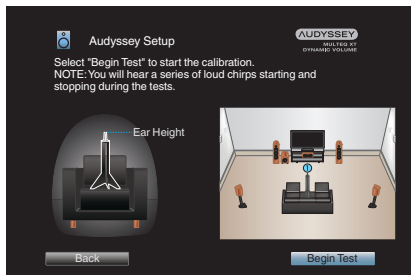 Audyssey Setup
AUDYSSEY
MULTEQ XT
DYNAMIC VOLUME
Select "Begin Test" to start the calibration.
NOTE: You will hear a series of loud chirps starting and
stopping during the tests.
Ear Height
Back
Begin Test